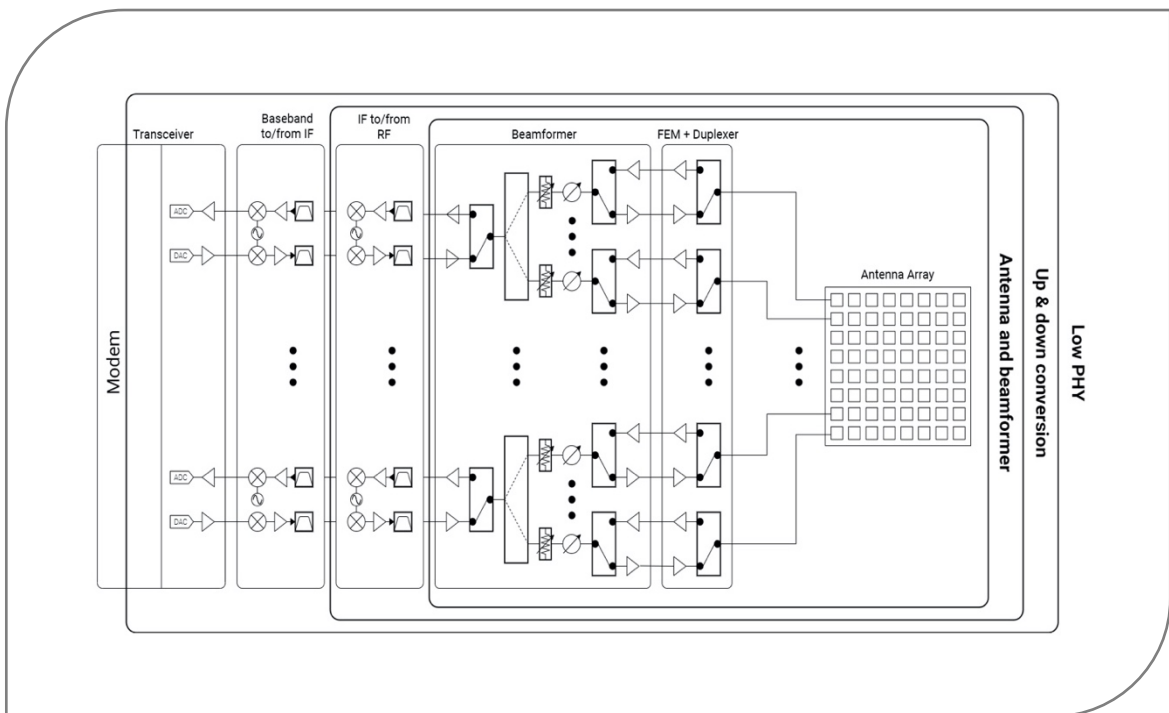 Transceiver
Baseband
to/from IF
IF to/from
RF
Beamformer
FEM + Duplexer
ADC
DAC
ADC
DAC
Modem
Antenna Array
Antenna and beamformer
Up & down conversion
Low PHY